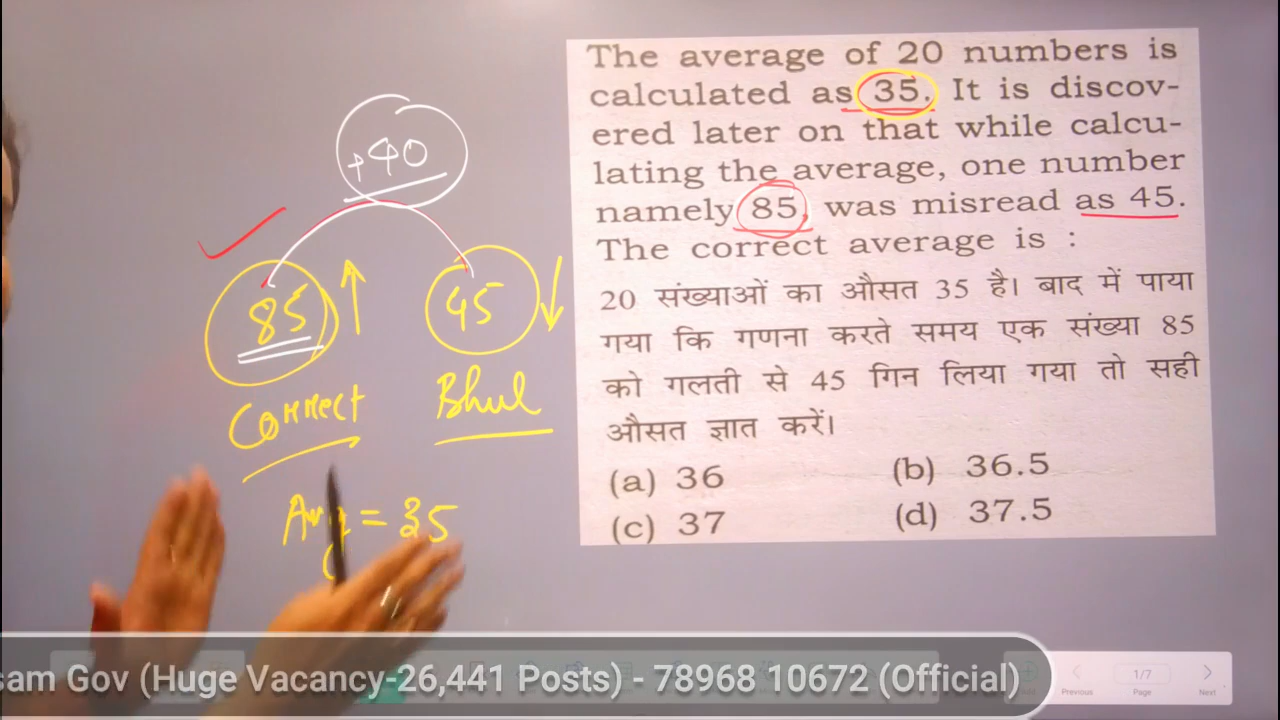 The average of 20 numbers is
calculated as 35. It is discov-
ered later on that while calcu-
lating the average, one number
namely 85, was misread as 45.
The correct average is :
20 संख्याओं का औसत 35 है। बाद में पाया
गया कि गणना करते समय एक संख्या 85
को गलती से 45 गिन लिया गया तो सही
औसत ज्ञात करें।
(a) 36 (b) 36.5
(c) 37 (d) 37.5
+40
85 45
Correct Bhul
= 35
sam Gov (Huge Vacancy-26,441 Posts) - 78968 10672 (Official)
1/7
Previous Page Next